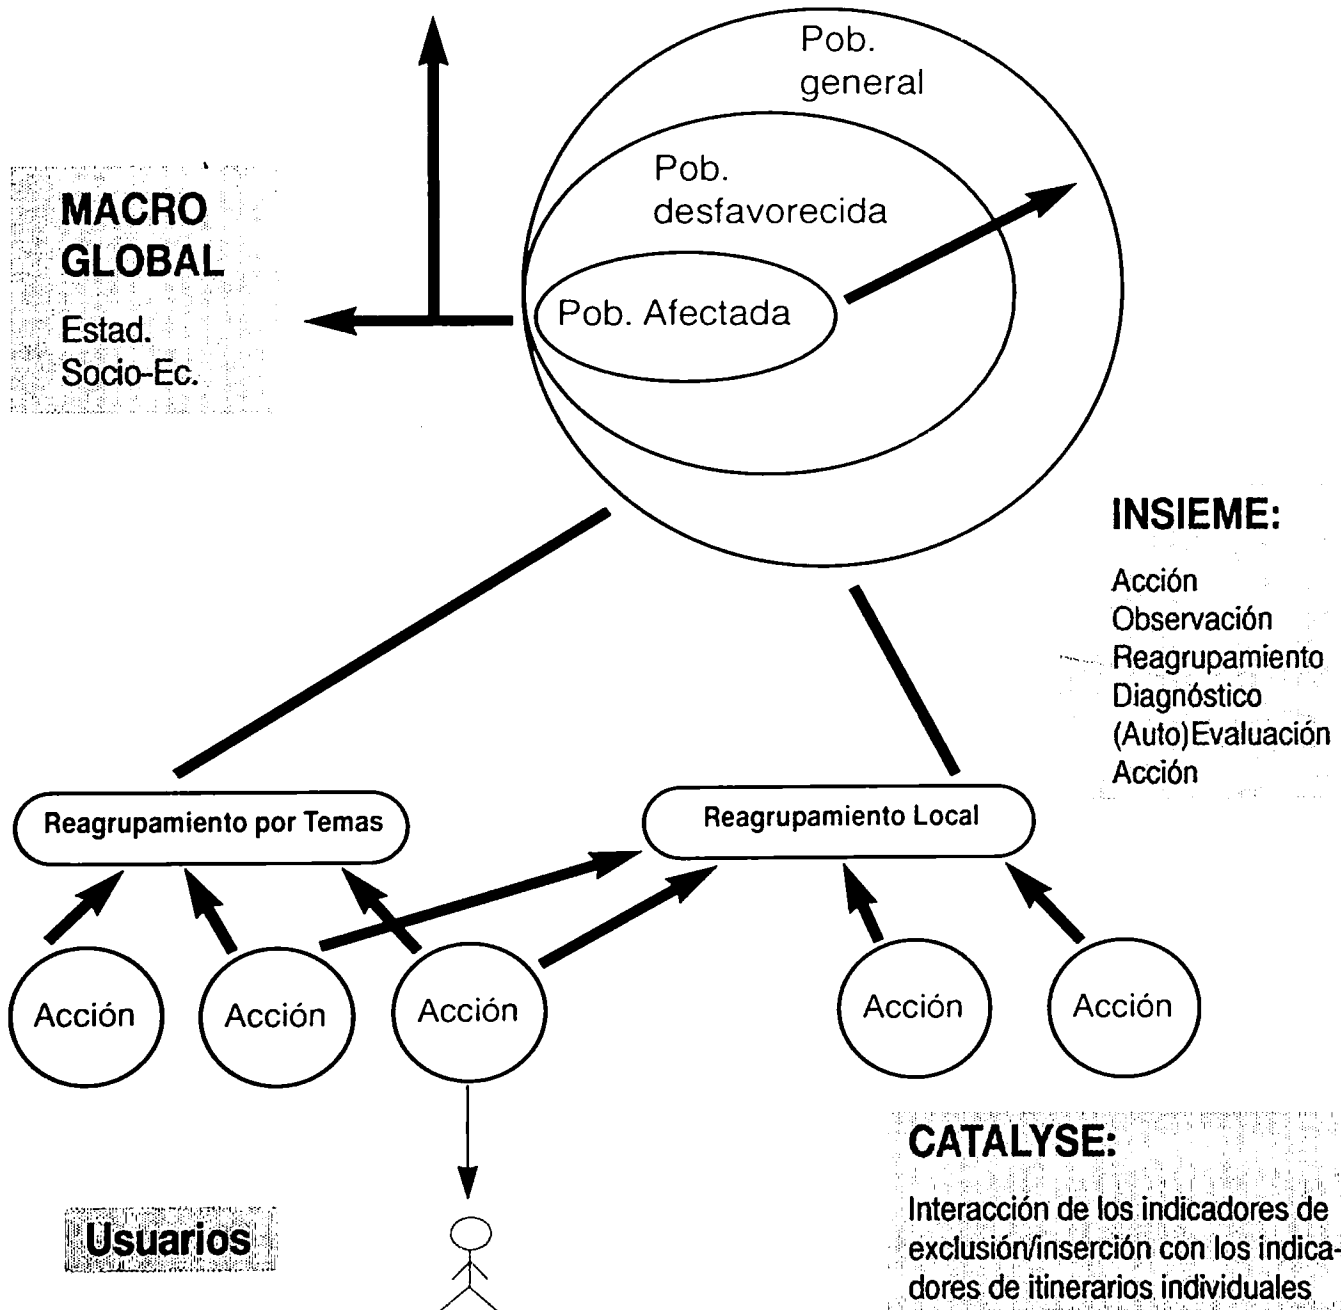 Pob.
general
Pob.
desfavorecida
Pob. Afectada
MACRO
GLOBAL
Estad.
Socio-Ec.
INSIEME:
Acción
Observación
Reagrupamiento
Diagnóstico
(Auto)Evaluación
Acción
Reagrupamiento por Temas
Reagrupamiento Local
Acción
Acción
Acción
Acción
Acción
Usuarios
CATALYSE:
Interacción de los indicadores de
exclusión/inserción con los indica-
dores de itinerarios individuales